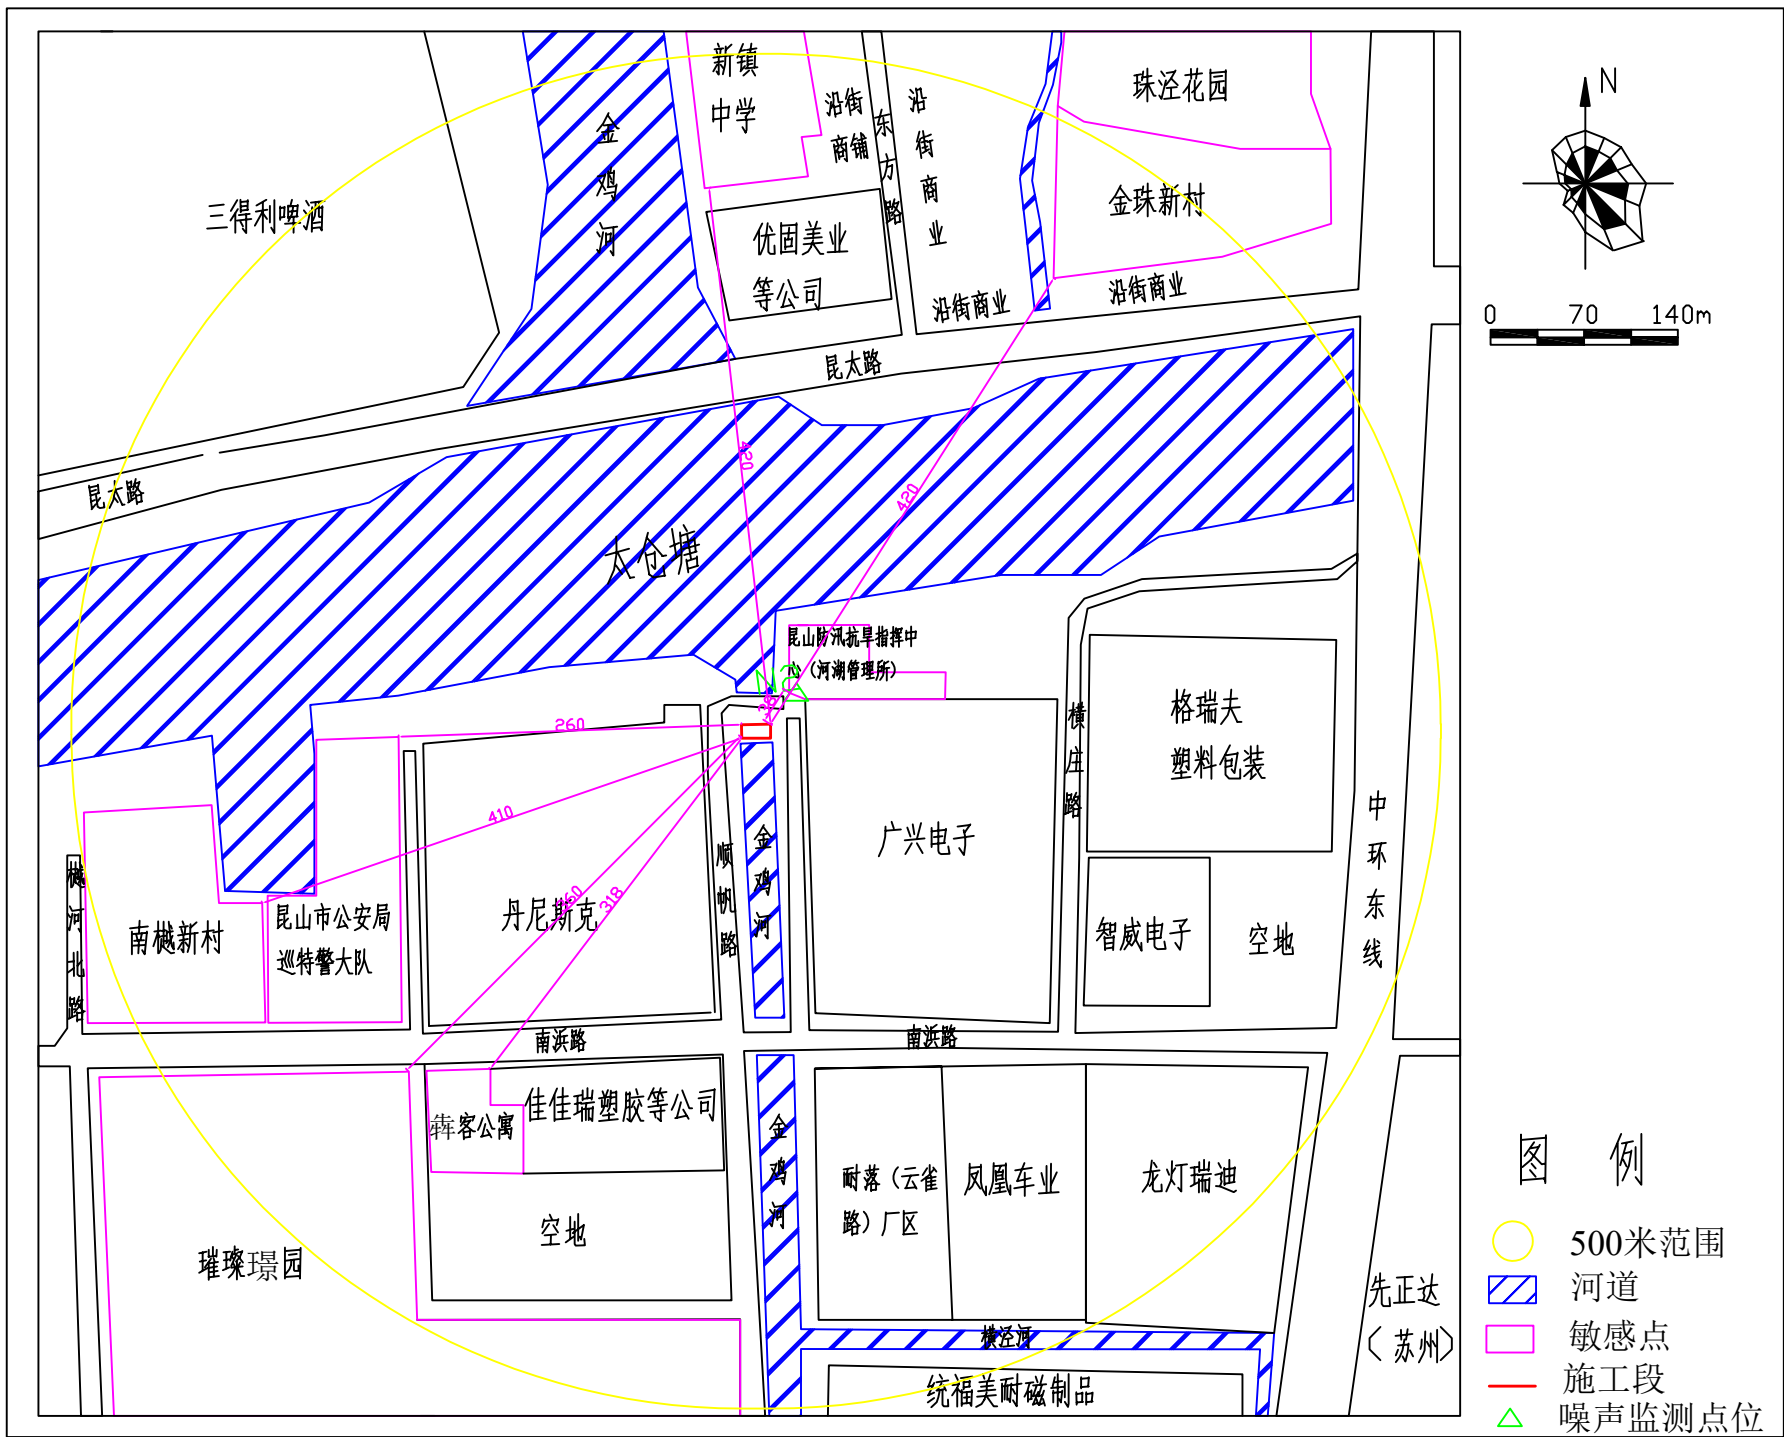 新镇
中学
沿街
商铺
东方路
沿街商业
珠泾花园
金珠新村
N
0 70 140m
金鸡河
三得利啤酒
优固美业
等公司
沿街商业
沿街商业
昆太路
昆太路
420
420
太仓塘
昆山防汛抗旱指挥中
心（河湖管理所）
38
260
410
360
318
格瑞夫
塑料包装
横庄路
广兴电子
顺帆路
金鸡河
丹尼斯克
中环东线
智威电子
空地
樾河北路
南樾新村
昆山市公安局
巡特警大队
南浜路
南浜路
犇客公寓
佳佳瑞塑胶等公司
空地
金鸡河
耐落（云雀
路）厂区
凤凰车业
龙灯瑞迪
璀璨璟园
先正达
（苏州）
横泾河
统福美耐磁制品
图 例
500米范围
河道
敏感点
施工段
噪声监测点位